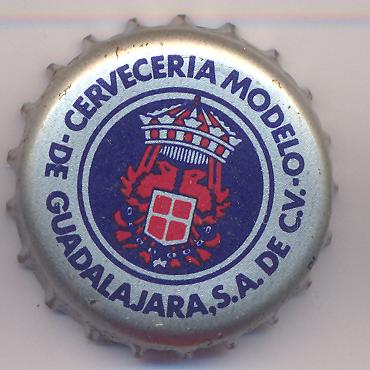 CERVECERIA MODELO-
-DE GUADALAJARA, S.A. DE C.V.-